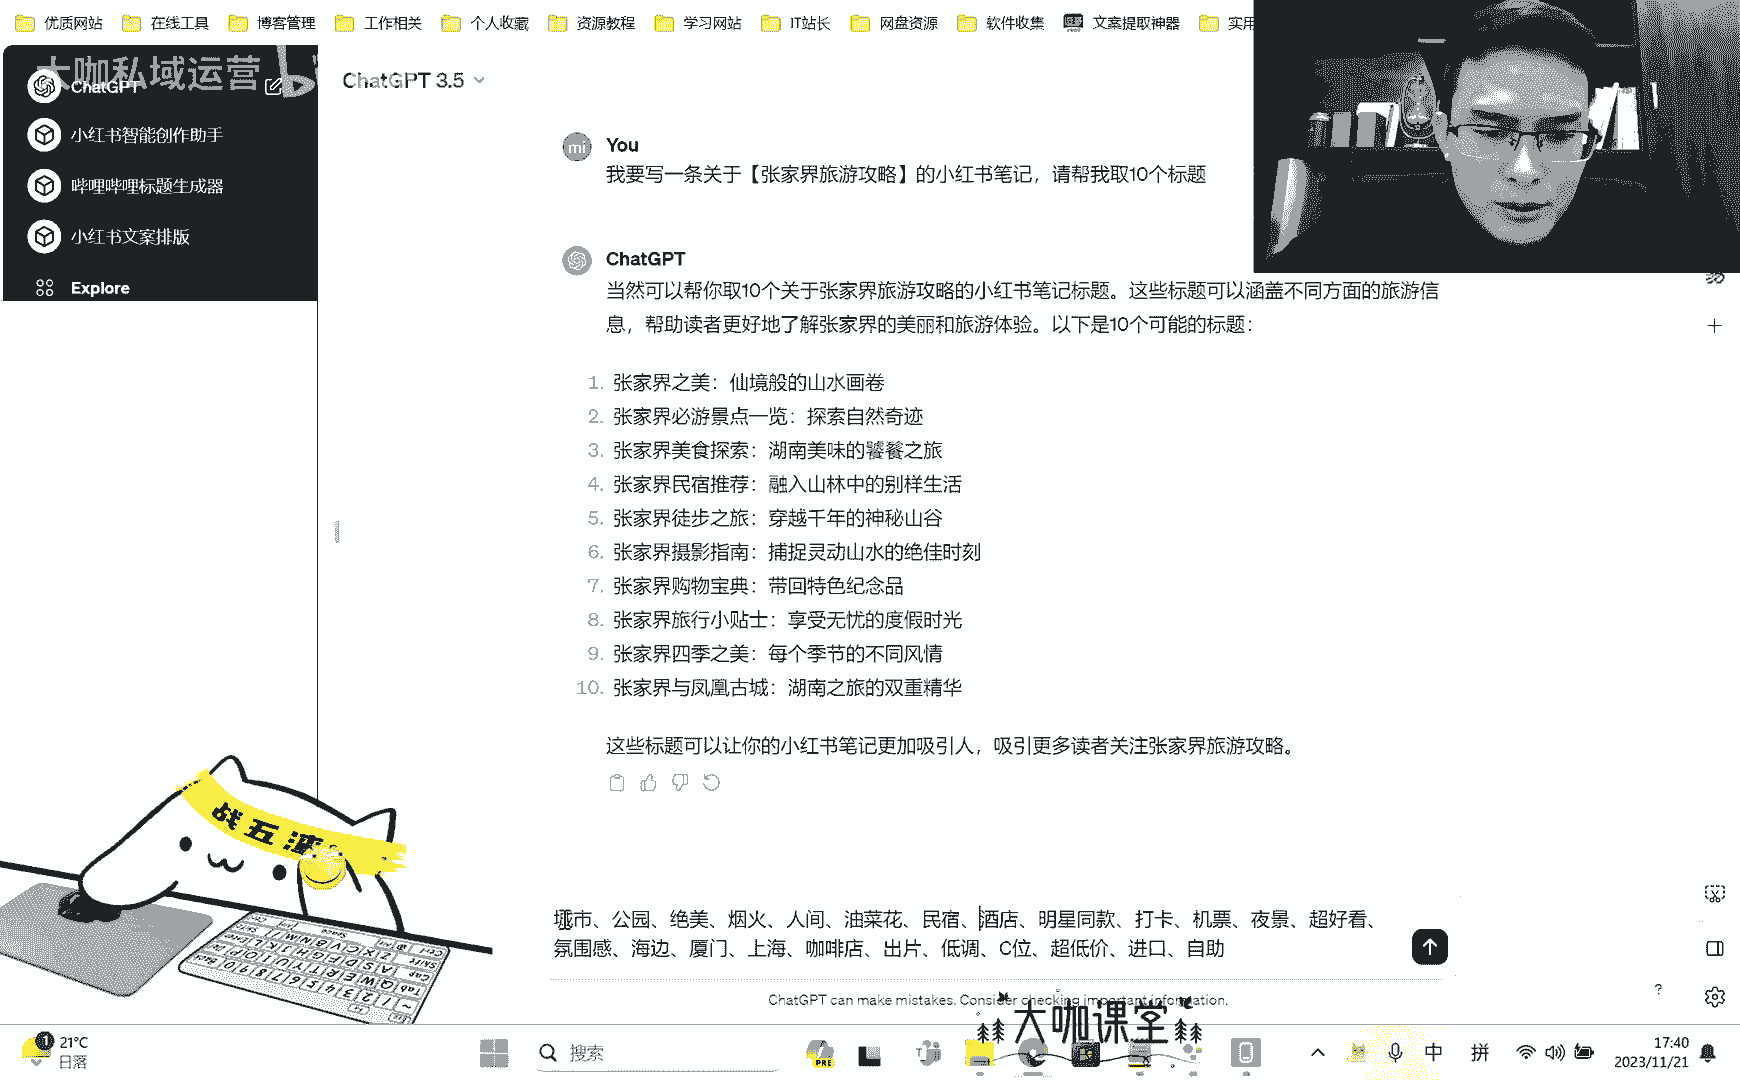 优质网站 在线工具 博客管理 工作相关 个人收藏 资源教程 学习网站 IT站长 网盘资源 软件收集 文案提取神器 实用
大咖私域运营
ChatGPT
小红书智能创作助手
哔哩哔哩标题生成器
小红书文案排版
Explore
ChatGPT 3.5
mi
You
我要写一条关于【张家界旅游攻略】的小红书笔记，请帮我取10个标题
ChatGPT
当然可以帮你取10个关于张家界旅游攻略的小红书笔记标题。这些标题可以涵盖不同方面的旅游信
息，帮助读者更好地了解张家界的美丽和旅游体验。以下是10个可能的标题：
1. 张家界之美：仙境般的山水画卷
2. 张家界必游景点一览：探索自然奇迹
3. 张家界美食探索：湖南美味的饕餮之旅
4. 张家界民宿推荐：融入山林中的别样生活
5. 张家界徒步之旅：穿越千年的神秘山谷
6. 张家界摄影指南：捕捉灵动山水的绝佳时刻
7. 张家界购物宝典：带回特色纪念品
8. 张家界旅行小贴士：享受无忧的度假时光
9. 张家界四季之美：每个季节的不同风情
10. 张家界与凤凰古城：湖南之旅的双重精华
这些标题可以让你的小红书笔记更加吸引人，吸引更多读者关注张家界旅游攻略。
战五渣
城市、公园、绝美、烟火、人间、油菜花、民宿、酒店、明星同款、打卡、机票、夜景、超好看、
氛围感、海边、厦门、上海、咖啡店、出片、低调、C位、超低价、进口、自助
ChatGPT can make mistakes. Consider checking important information.
?
大咖课堂
1
21°C
日落
搜索
PRE
中
拼
17:40
2023/11/21